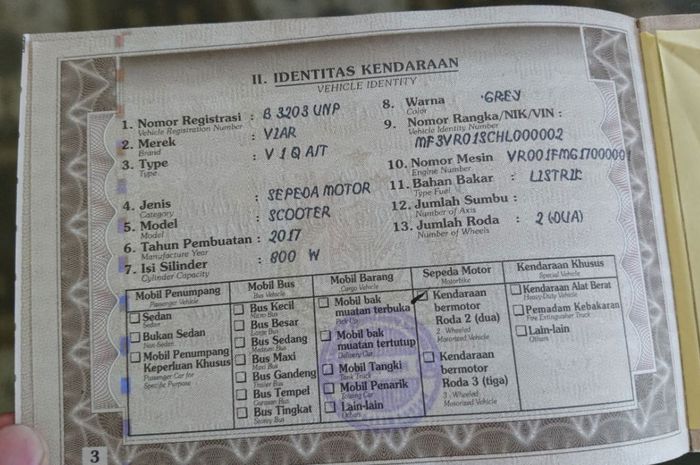 II. IDENTITAS KENDARAAN
VEHICLE IDENTITY
1. Nomor Registrasi : B 3203 UNP
Vehicle Registration Number
2. Merek : VIAR
Brand
3. Type : V 1 Q A/T
Type
4. Jenis : SEPEDA MOTOR
Category
5. Model : SCOOTER
Model
6. Tahun Pembuatan : 2017
Manufacture Year
7. Isi Silinder : 800 W
Cylinder Capacity
8. Warna : GREY
Color
9. Nomor Rangka/NIK/VIN :
Vehicle Identity Number
MF3VR01SCHL000002
10. Nomor Mesin VR001FMG17000001
Engine Number
11. Bahan Bakar : LISTRIK
Type Fuel
12. Jumlah Sumbu :
Number of Axis
13. Jumlah Roda : 2 (DUA)
Number of Wheels
Mobil Penumpang
Passenger Vehicle
Sedan
Sedan
Bukan Sedan
Non Sedan
Mobil Penumpang
Keperluan Khusus
Passenger Car for
Specific Purpose
Mobil Bus
Bus Vehicle
Bus Kecil
Micro Bus
Bus Besar
Large Bus
Bus Sedang
Medium Bus
Bus Maxi
Maxi Bus
Bus Gandeng
Trailer Bus
Bus Tempel
Caravan Bus
Bus Tingkat
Storey Bus
Mobil Barang
Cargo Vehicle
Mobil bak
muatan terbuka
Pick Up
Mobil bak
muatan tertutup
Delivery Car
Mobil Tangki
Tank Truck
Mobil Penarik
Towing Car
Lain-lain
Others
Sepeda Motor
Motorbike
Kendaraan
bermotor
Roda 2 (dua)
2 Wheeled
Motorized Vehicle
Kendaraan
bermotor
Roda 3 (tiga)
3 Wheeled
Motorized Vehicle
Kendaraan Khusus
Special Vehicle
Kendaraan Alat Berat
Heavy-Duty Vehicle
Pemadam Kebakaran
Fire Extinguisher Truck
Lain-lain
Others
3